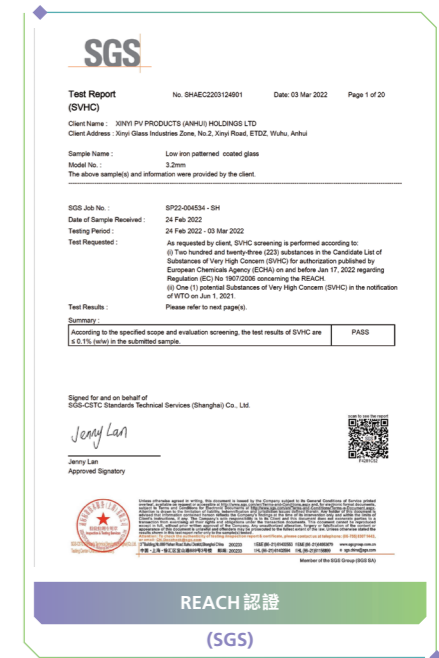 SGS
Test Report No. SHAEC2203124901 Date: 03 Mar 2022 Page 1 of 20
(SVHC)
Client Name : XINYI PV PRODUCTS (ANHUI) HOLDINGS LTD
Client Address : Xinyi Glass Industries Zone, No.2, Xinyi Road, ETDZ, Wuhu, Anhui
Sample Name : Low iron patterned coated glass
Model No. : 3.2mm
The above sample(s) and information were provided by the client.
SGS Job No. : SP22-004534 - SH
Date of Sample Received : 24 Feb 2022
Testing Period : 24 Feb 2022 - 03 Mar 2022
Test Requested : As requested by client, SVHC screening is performed according to:
(i) Two hundred and twenty-three (223) substances in the Candidate List of
Substances of Very High Concern (SVHC) for authorization published by
European Chemicals Agency (ECHA) on and before Jan 17, 2022 regarding
Regulation (EC) No 1907/2006 concerning the REACH.
(ii) One (1) potential Substances of Very High Concern (SVHC) in the notification
of WTO on Jun 1, 2021.
Test Results : Please refer to next page(s).
Summary :
According to the specified scope and evaluation screening, the test results of SVHC are PASS
≤ 0.1% (w/w) in the submitted sample.
Signed for and on behalf of
SGS-CSTC Standards Technical Services (Shanghai) Co., Ltd.
scan to see the report
Jenny Lan
Jenny Lan
Approved Signatory
Member of the SGS Group (SGS SA)
REACH 認證
(SGS)